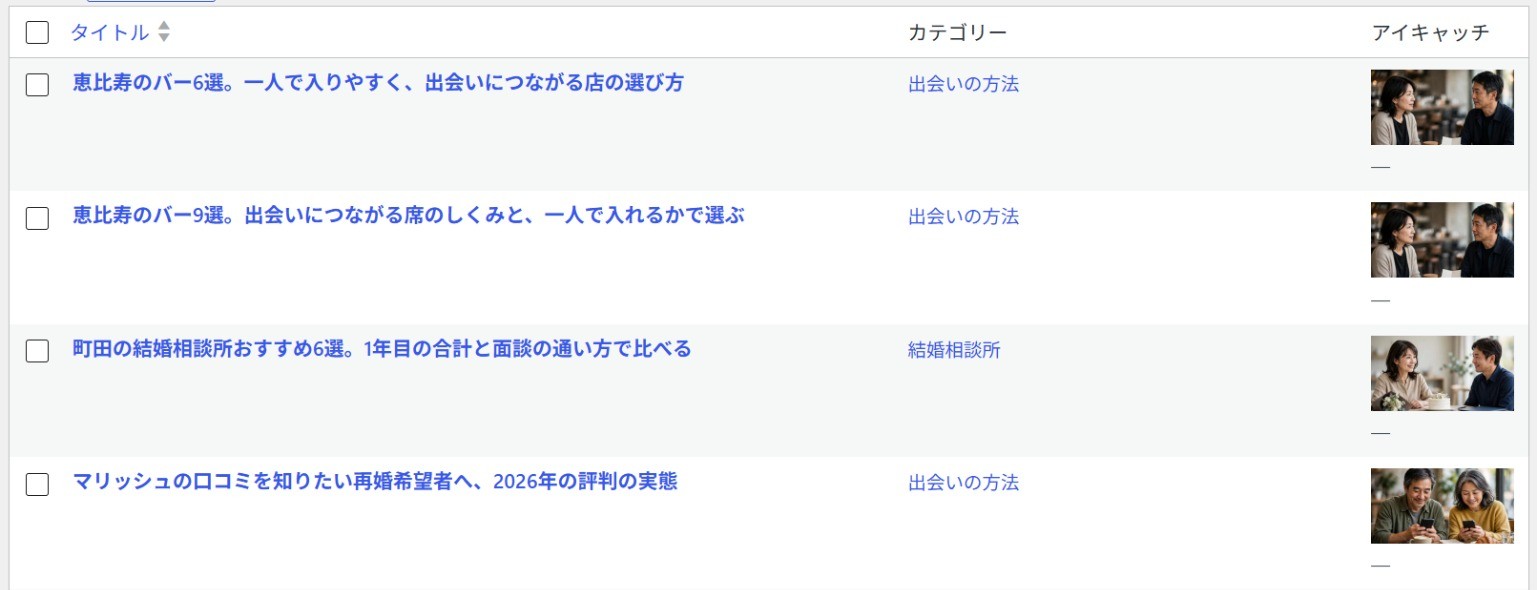 タイトル
カテゴリー
アイキャッチ
恵比寿のバー6選。一人で入りやすく、出会いにつながる店の選び方
出会いの方法
—
恵比寿のバー9選。出会いにつながる席のしくみと、一人で入れるかで選ぶ
出会いの方法
—
町田の結婚相談所おすすめ6選。1年目の合計と面談の通い方で比べる
結婚相談所
—
マリッシュの口コミを知りたい再婚希望者へ、2026年の評判の実態
出会いの方法
—